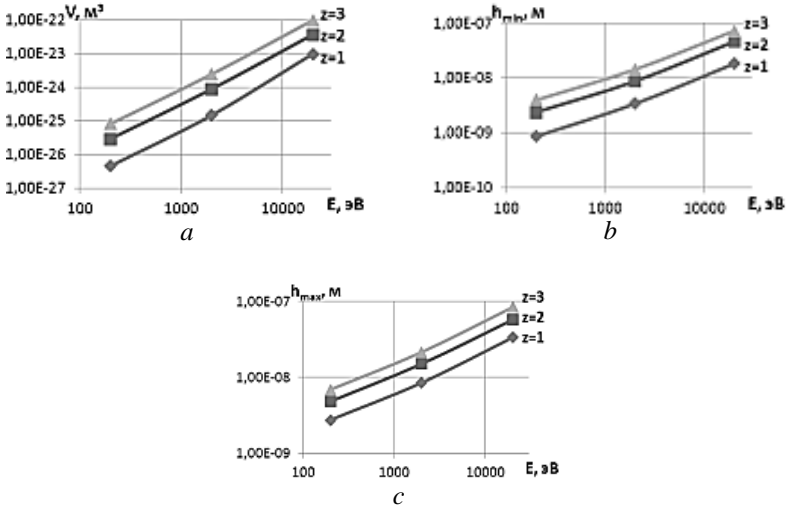 V, м³
1,00E-22
1,00E-23
1,00E-24
1,00E-25
1,00E-26
1,00E-27
z=3
z=2
z=1
100 1000 10000 E, эВ
a
hmin, м
1,00E-07
1,00E-08
1,00E-09
1,00E-10
z=3
z=2
z=1
100 1000 10000 E, эВ
b
hmax, м
1,00E-07
1,00E-08
1,00E-09
z=3
z=2
z=1
100 1000 10000 E, эВ
c